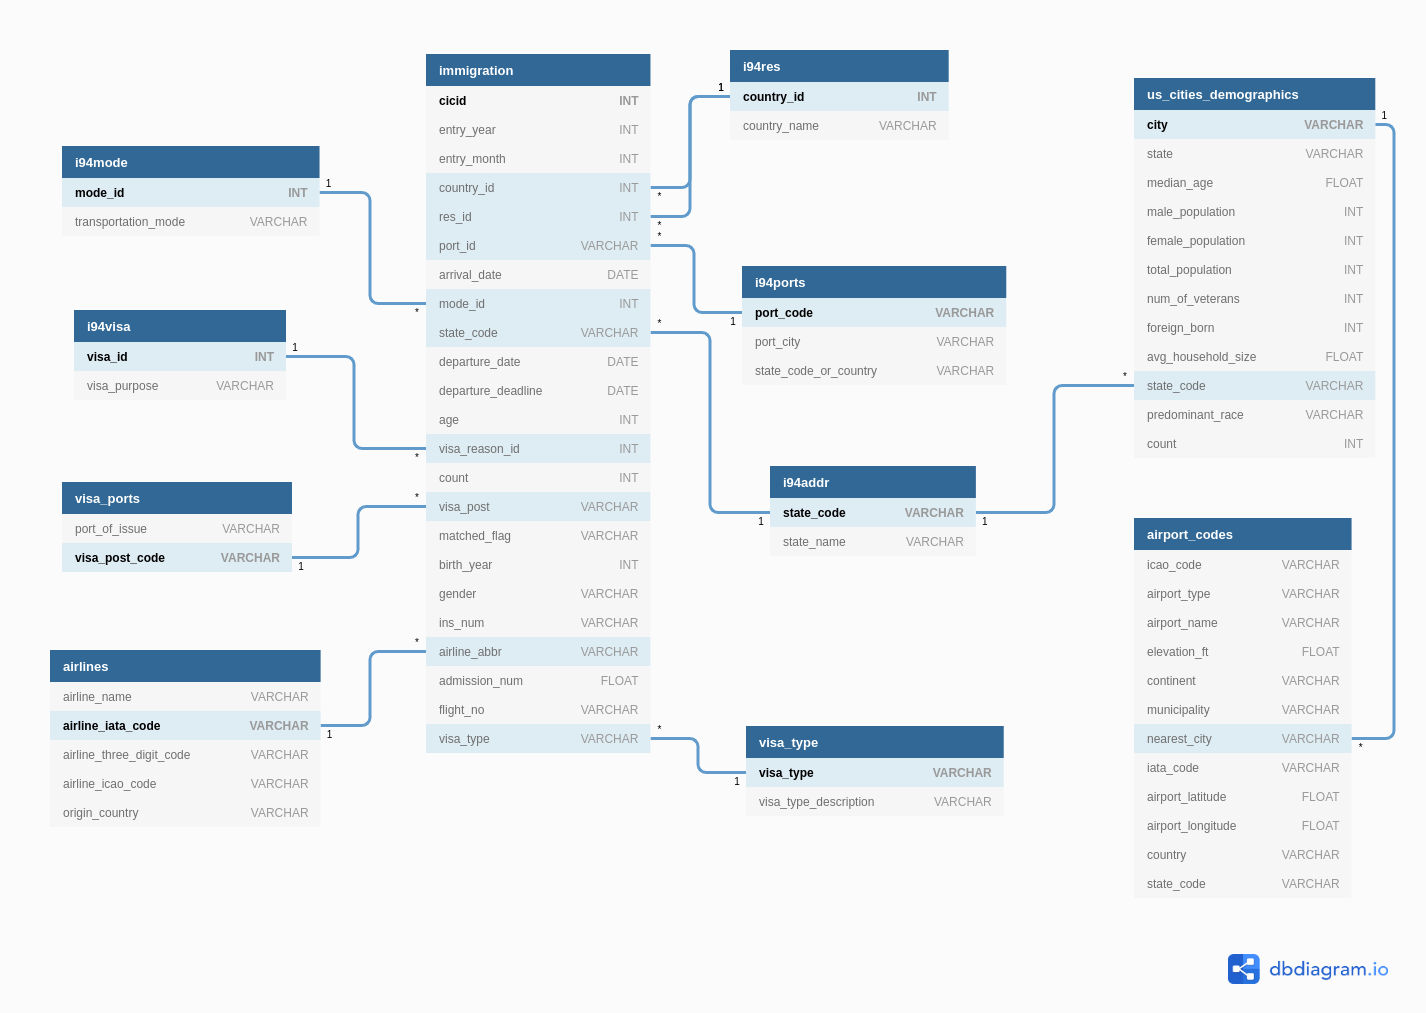 immigration
cicid INT
entry_year INT
entry_month INT
country_id INT
res_id INT
port_id VARCHAR
arrival_date DATE
mode_id INT
state_code VARCHAR
departure_date DATE
departure_deadline DATE
age INT
visa_reason_id INT
count INT
visa_post VARCHAR
matched_flag VARCHAR
birth_year INT
gender VARCHAR
ins_num VARCHAR
airline_abbr VARCHAR
admission_num FLOAT
flight_no VARCHAR
visa_type VARCHAR
i94mode
mode_id INT
transportation_mode VARCHAR
1
*
i94visa
visa_id INT
visa_purpose VARCHAR
1
*
visa_ports
port_of_issue VARCHAR
visa_post_code VARCHAR
*
1
airlines
airline_name VARCHAR
airline_iata_code VARCHAR
airline_three_digit_code VARCHAR
airline_icao_code VARCHAR
origin_country VARCHAR
*
1
i94res
country_id INT
country_name VARCHAR
1
*
*
i94ports
port_code VARCHAR
port_city VARCHAR
state_code_or_country VARCHAR
*
1
i94addr
state_code VARCHAR
state_name VARCHAR
*
1
1
*
visa_type
visa_type VARCHAR
visa_type_description VARCHAR
*
1
us_cities_demographics
city VARCHAR
state VARCHAR
median_age FLOAT
male_population INT
female_population INT
total_population INT
num_of_veterans INT
foreign_born INT
avg_household_size FLOAT
state_code VARCHAR
predominant_race VARCHAR
count INT
1
*
airport_codes
icao_code VARCHAR
airport_type VARCHAR
airport_name VARCHAR
elevation_ft FLOAT
continent VARCHAR
municipality VARCHAR
nearest_city VARCHAR
iata_code VARCHAR
airport_latitude FLOAT
airport_longitude FLOAT
country VARCHAR
state_code VARCHAR
dbdiagram.io